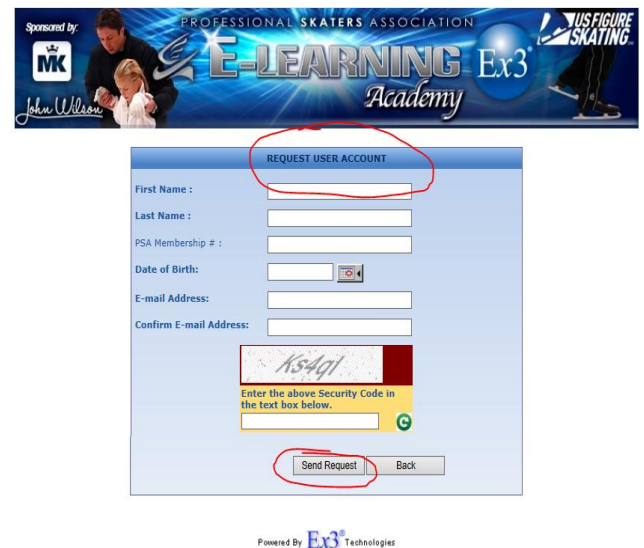 Sponsored by:
MK
John Wilson
PROFESSIONAL SKATERS ASSOCIATION
E-LEARNING
Academy
Ex3
US FIGURE
SKATING
REQUEST USER ACCOUNT
First Name :
Last Name :
PSA Membership # :
Date of Birth:
E-mail Address:
Confirm E-mail Address:
Enter the above Security Code in
the text box below.
Send Request Back
Powered By Ex3® Technologies